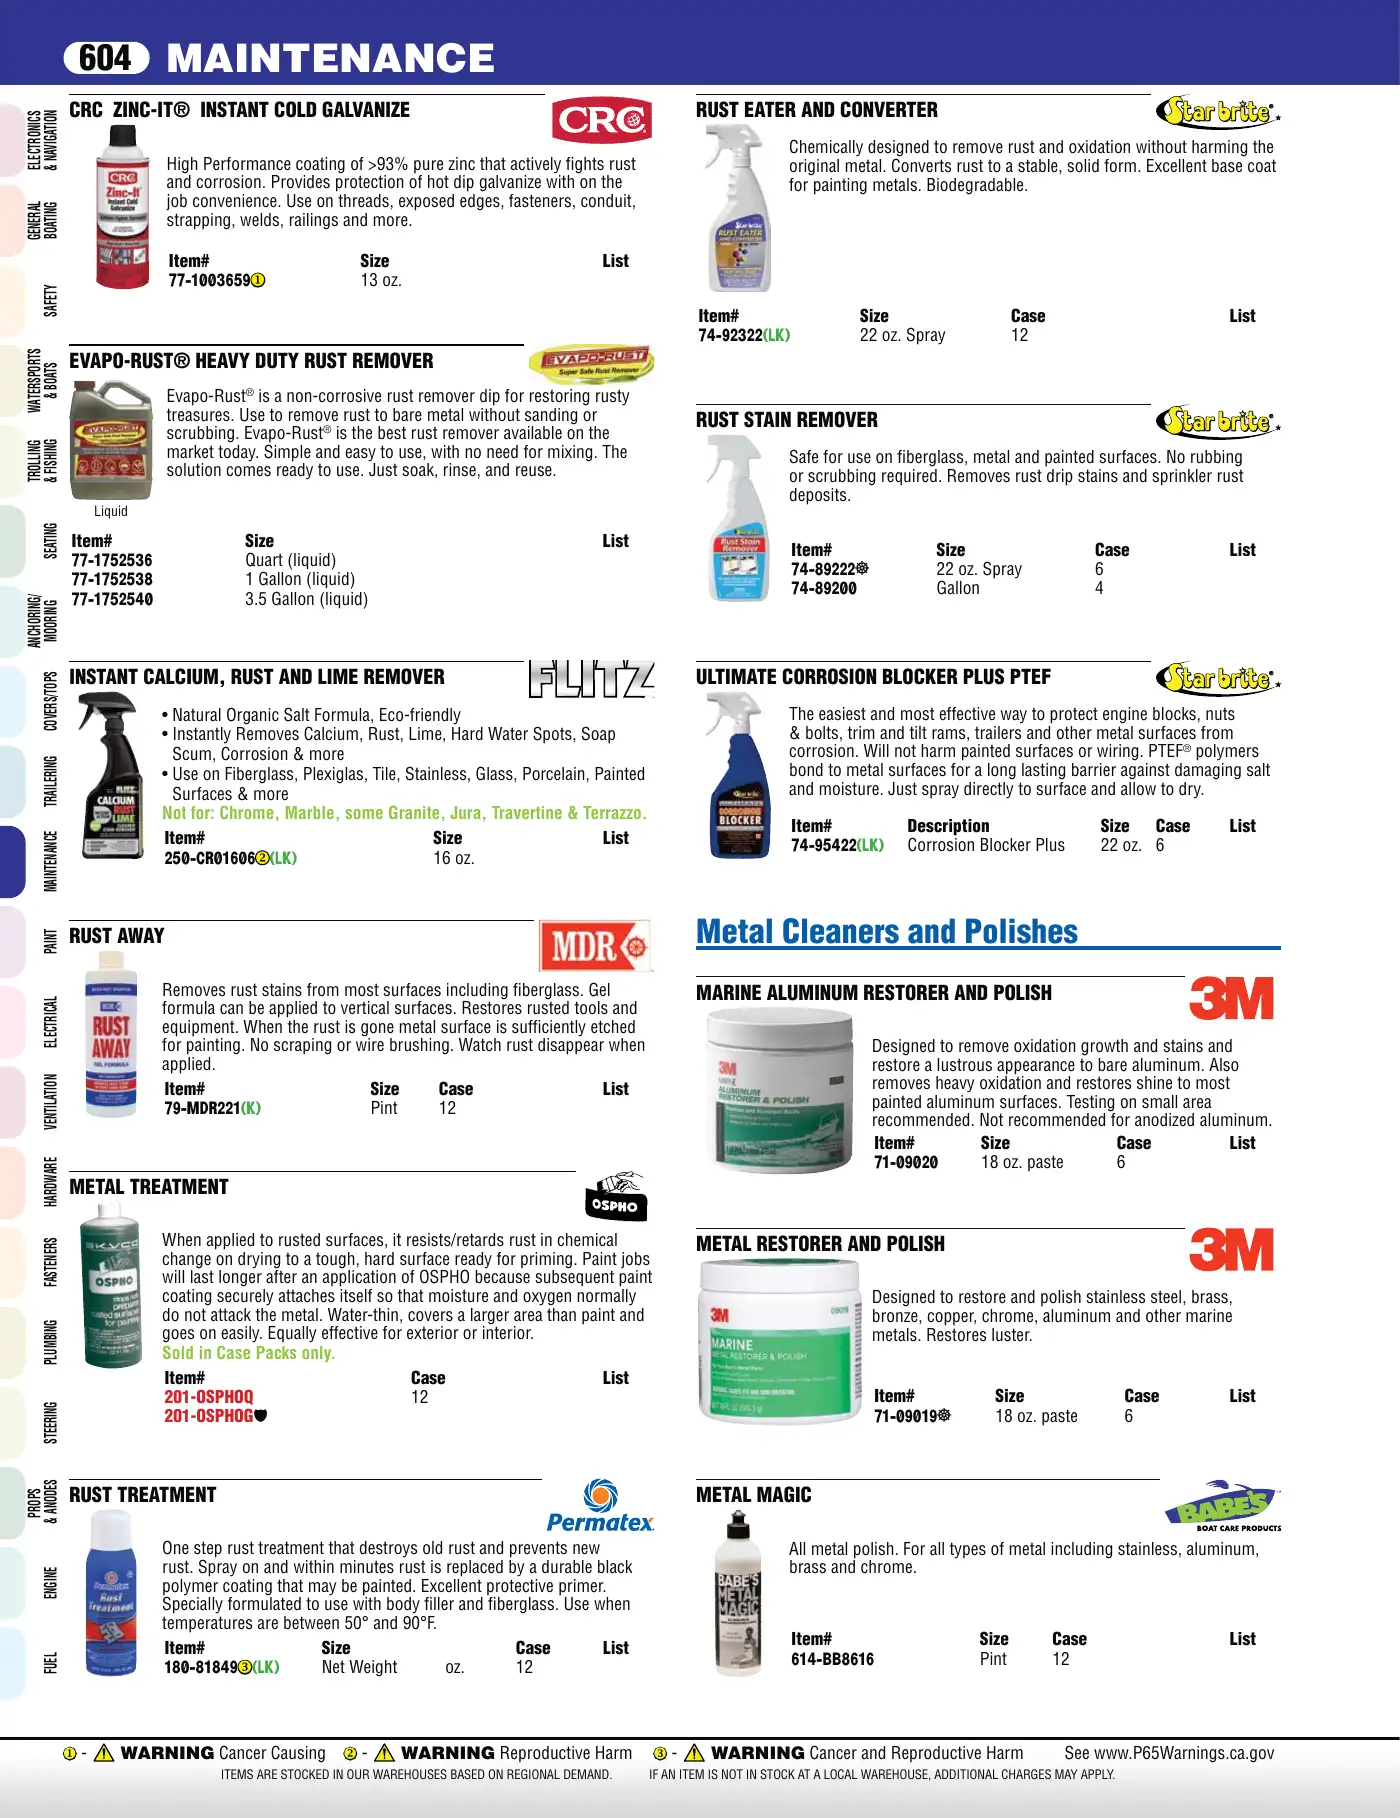 604 MAINTENANCE
ELECTRONICS
& NAVIGATION
GENERAL
BOATING
SAFETY
WATERSPORTS
& BOATS
TROLLING
& FISHING
SEATING
ANCHORING/
MOORING
COVERS/TOPS
TRAILERING
MAINTENANCE
PAINT
ELECTRICAL
VENTILATION
HARDWARE
FASTENERS
PLUMBING
STEERING
PROPS
& ANODES
ENGINE
FUEL
CRC ZINC-IT® INSTANT COLD GALVANIZE
CRC
High Performance coating of >93% pure zinc that actively fights rust
and corrosion. Provides protection of hot dip galvanize with on the
job convenience. Use on threads, exposed edges, fasteners, conduit,
strapping, welds, railings and more.
Item# Size List
77-1003659① 13 oz.
EVAPO-RUST® HEAVY DUTY RUST REMOVER
EVAPO-RUST
Super Safe Rust Remover
Evapo-Rust® is a non-corrosive rust remover dip for restoring rusty
treasures. Use to remove rust to bare metal without sanding or
scrubbing. Evapo-Rust® is the best rust remover available on the
market today. Simple and easy to use, with no need for mixing. The
solution comes ready to use. Just soak, rinse, and reuse.
Liquid
Item# Size List
77-1752536 Quart (liquid)
77-1752538 1 Gallon (liquid)
77-1752540 3.5 Gallon (liquid)
INSTANT CALCIUM, RUST AND LIME REMOVER
FLITZ
• Natural Organic Salt Formula, Eco-friendly
• Instantly Removes Calcium, Rust, Lime, Hard Water Spots, Soap
Scum, Corrosion & more
• Use on Fiberglass, Plexiglas, Tile, Stainless, Glass, Porcelain, Painted
Surfaces & more
Not for: Chrome, Marble, some Granite, Jura, Travertine & Terrazzo.
Item# Size List
250-CR01606②(LK) 16 oz.
RUST AWAY
MDR
Removes rust stains from most surfaces including fiberglass. Gel
formula can be applied to vertical surfaces. Restores rusted tools and
equipment. When the rust is gone metal surface is sufficiently etched
for painting. No scraping or wire brushing. Watch rust disappear when
applied.
Item# Size Case List
79-MDR221(K) Pint 12
METAL TREATMENT
OSPHO
When applied to rusted surfaces, it resists/retards rust in chemical
change on drying to a tough, hard surface ready for priming. Paint jobs
will last longer after an application of OSPHO because subsequent paint
coating securely attaches itself so that moisture and oxygen normally
do not attack the metal. Water-thin, covers a larger area than paint and
goes on easily. Equally effective for exterior or interior.
Sold in Case Packs only.
Item# Case List
201-OSPHOQ 12
201-OSPHOG
RUST TREATMENT
Permatex
One step rust treatment that destroys old rust and prevents new
rust. Spray on and within minutes rust is replaced by a durable black
polymer coating that may be painted. Excellent protective primer.
Specially formulated to use with body filler and fiberglass. Use when
temperatures are between 50° and 90°F.
Item# Size Case List
180-81849③(LK) Net Weight oz. 12
RUST EATER AND CONVERTER
Star brite®
Chemically designed to remove rust and oxidation without harming the
original metal. Converts rust to a stable, solid form. Excellent base coat
for painting metals. Biodegradable.
Item# Size Case List
74-92322(LK) 22 oz. Spray 12
RUST STAIN REMOVER
Star brite®
Safe for use on fiberglass, metal and painted surfaces. No rubbing
or scrubbing required. Removes rust drip stains and sprinkler rust
deposits.
Item# Size Case List
74-89222 22 oz. Spray 6
74-89200 Gallon 4
ULTIMATE CORROSION BLOCKER PLUS PTEF
Star brite®
The easiest and most effective way to protect engine blocks, nuts
& bolts, trim and tilt rams, trailers and other metal surfaces from
corrosion. Will not harm painted surfaces or wiring. PTEF® polymers
bond to metal surfaces for a long lasting barrier against damaging salt
and moisture. Just spray directly to surface and allow to dry.
Item# Description Size Case List
74-95422(LK) Corrosion Blocker Plus 22 oz. 6
Metal Cleaners and Polishes
MARINE ALUMINUM RESTORER AND POLISH
3M
Designed to remove oxidation growth and stains and
restore a lustrous appearance to bare aluminum. Also
removes heavy oxidation and restores shine to most
painted aluminum surfaces. Testing on small area
recommended. Not recommended for anodized aluminum.
Item# Size Case List
71-09020 18 oz. paste 6
METAL RESTORER AND POLISH
3M
Designed to restore and polish stainless steel, brass,
bronze, copper, chrome, aluminum and other marine
metals. Restores luster.
Item# Size Case List
71-09019 18 oz. paste 6
METAL MAGIC
BABE'S
BOAT CARE PRODUCTS
All metal polish. For all types of metal including stainless, aluminum,
brass and chrome.
Item# Size Case List
614-BB8616 Pint 12
① - WARNING Cancer Causing ② - WARNING Reproductive Harm ③ - WARNING Cancer and Reproductive Harm See www.P65Warnings.ca.gov
ITEMS ARE STOCKED IN OUR WAREHOUSES BASED ON REGIONAL DEMAND. IF AN ITEM IS NOT IN STOCK AT A LOCAL WAREHOUSE, ADDITIONAL CHARGES MAY APPLY.